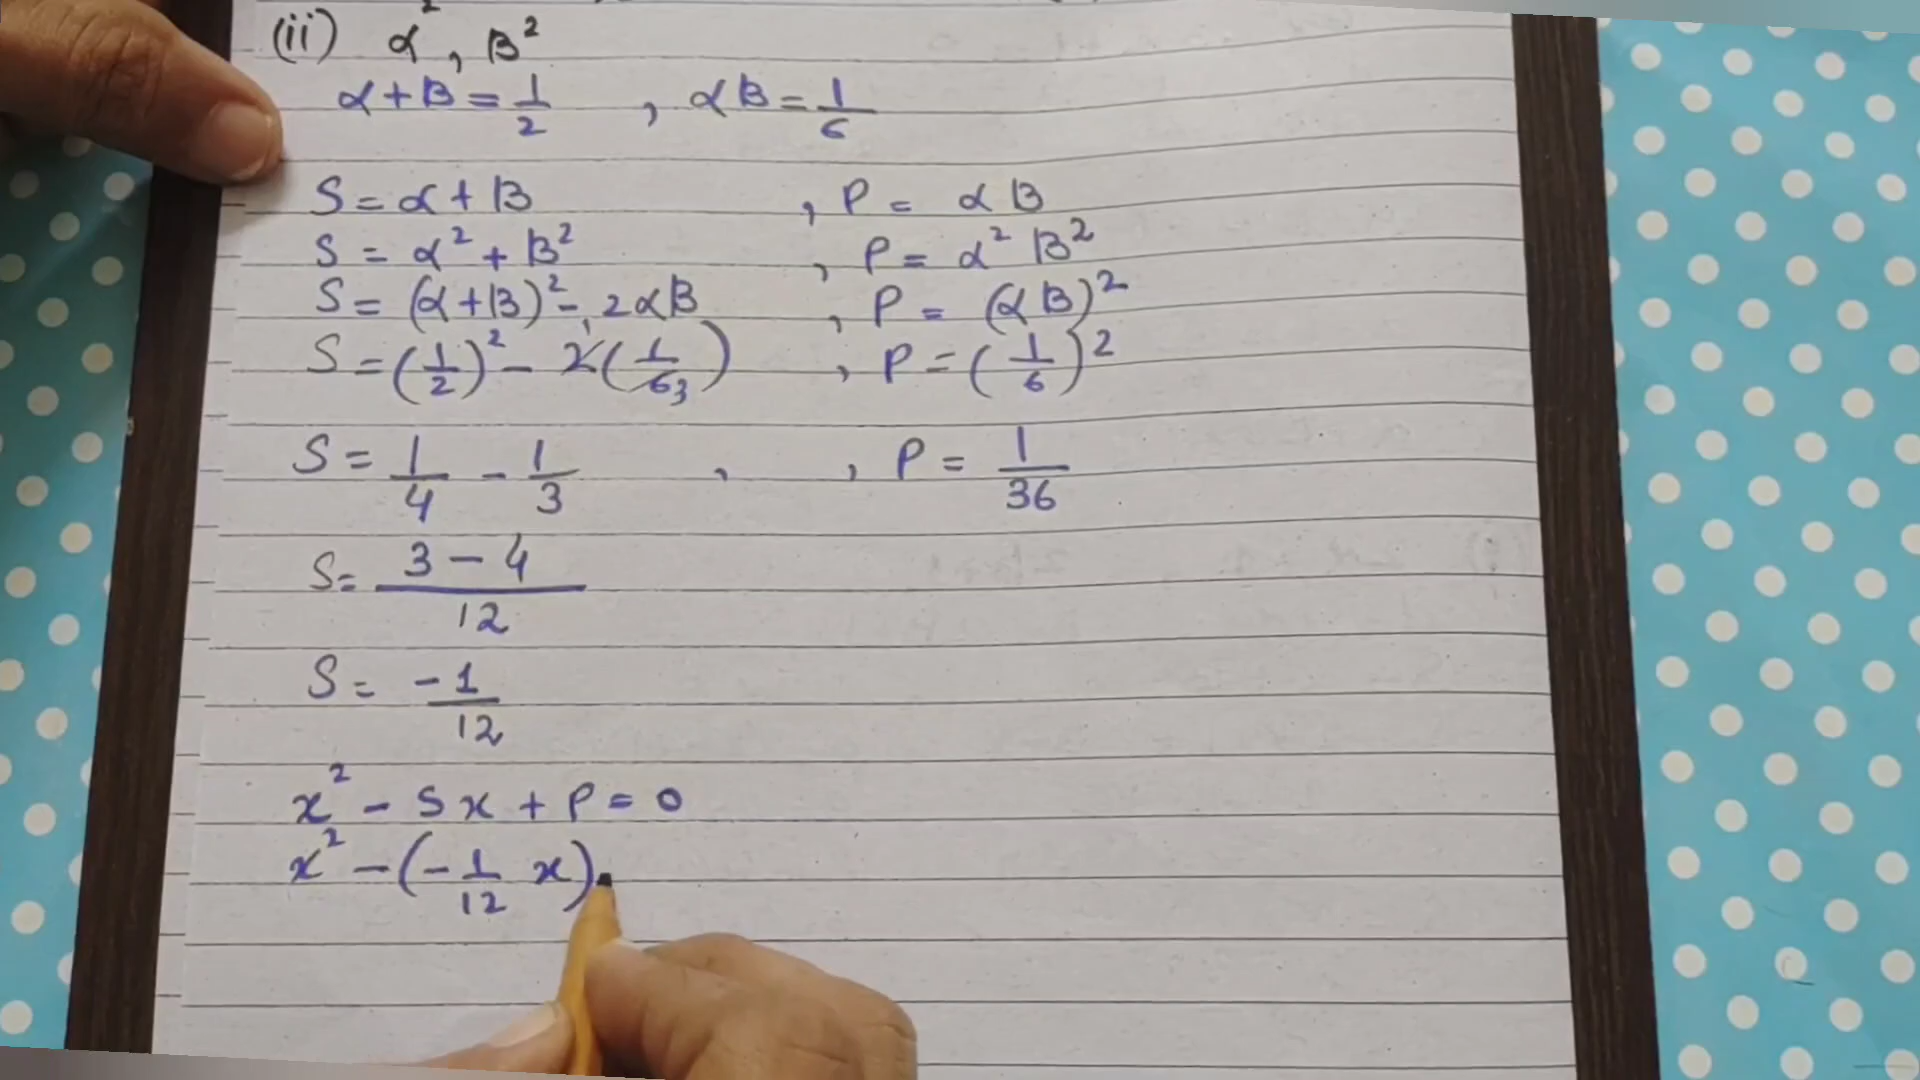 (ii) α², β²
α+β = 1/2 , αβ = 1/6
S = α + β , P = αβ
S = α² + β² , P = α² β²
S = (α+β)² - 2αβ , P = (αβ)²
S = (1/2)² - 2(1/6 3) , P = (1/6)²
S = 1/4 - 1/3 , , P = 1/36
S = 3 - 4 / 12
S = -1/12
x² - Sx + P = 0
x² - (-1/12 x)